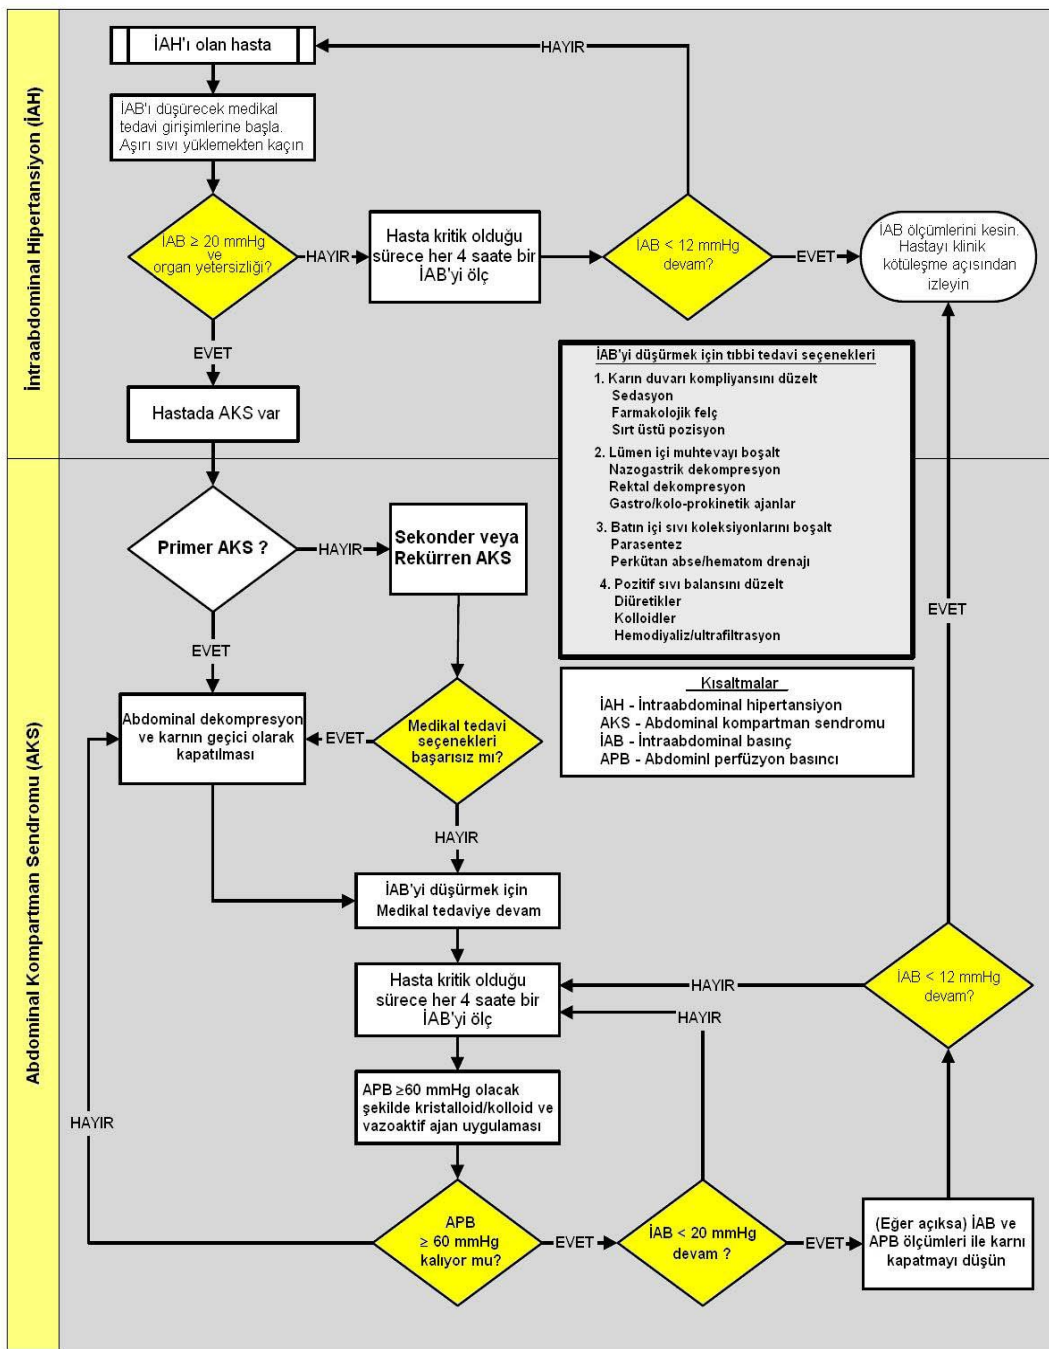 İntraabdominal Hipertansiyon (İAH)
İAH'ı olan hasta
HAYIR
İAB'ı düşürecek medikal
tedavi girişimlerine başla.
Aşırı sıvı yüklemekten kaçın
İAB ≥ 20 mmHg
ve
organ yetersizliği?
HAYIR
Hasta kritik olduğu
sürece her 4 saate bir
İAB'yi ölç
İAB < 12 mmHg
devam?
EVET
İAB ölçümlerini kesin.
Hastayı klinik
kötüleşme açısından
izleyin
EVET
Hastada AKS var
İAB'yi düşürmek için tıbbi tedavi seçenekleri
1. Karın duvarı kompliyansını düzelt
Sedasyon
Farmakolojik felç
Sırt üstü pozisyon
2. Lümen içi muhtevayı boşalt
Nazogastrik dekompresyon
Rektal dekompresyon
Gastro/kolo-prokinetik ajanlar
3. Batın içi sıvı koleksiyonlarını boşalt
Parasentez
Perkütan abse/hematom drenajı
4. Pozitif sıvı balansını düzelt
Diüretikler
Kolloidler
Hemodiyaliz/ultrafiltrasyon
Kısaltmalar
İAH - İntraabdominal hipertansiyon
AKS - Abdominal kompartman sendromu
İAB - İntraabdominal basınç
APB - Abdominl perfüzyon basıncı
Abdominal Kompartman Sendromu (AKS)
Primer AKS ?
HAYIR
Sekonder veya
Rekürren AKS
EVET
Abdominal dekompresyon
ve karnın geçici olarak
kapatılması
EVET
Medikal tedavi
seçenekleri
başarısız mı?
HAYIR
İAB'yi düşürmek için
Medikal tedaviye devam
Hasta kritik olduğu
sürece her 4 saate bir
İAB'yi ölç
HAYIR
HAYIR
İAB < 12 mmHg
devam?
EVET
APB ≥60 mmHg olacak
şekilde kristalloid/kolloid ve
vazoaktif ajan uygulaması
HAYIR
APB
≥ 60 mmHg
kalıyor mu?
EVET
İAB < 20 mmHg
devam ?
EVET
(Eğer açıksa) İAB ve
APB ölçümleri ile karnı
kapatmayı düşün